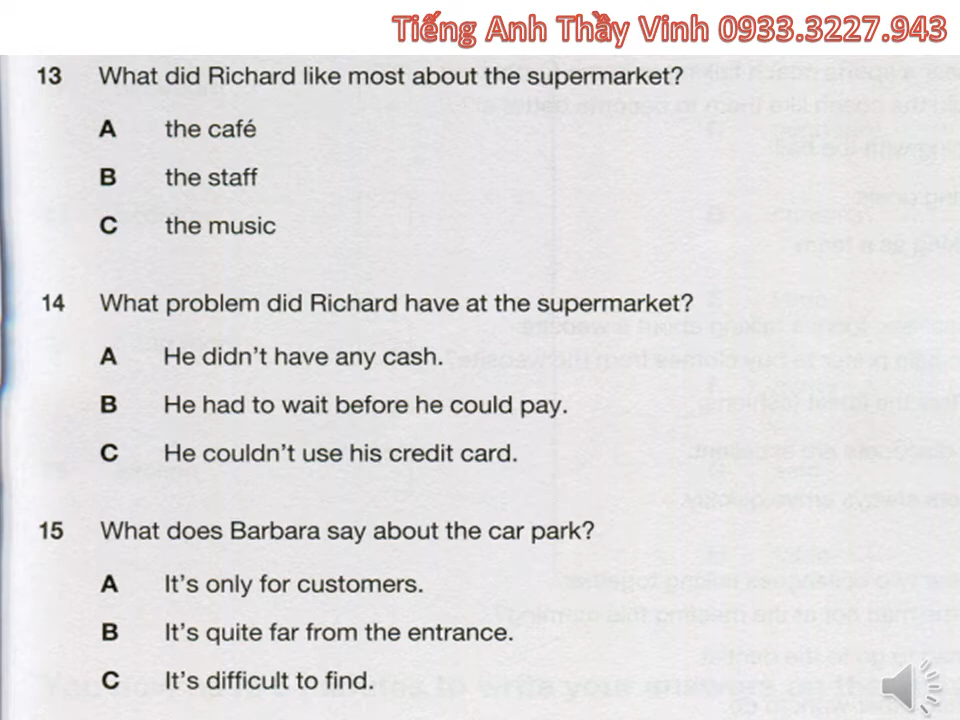 Tiếng Anh Thầy Vinh 0933.3227.943
13 What did Richard like most about the supermarket?
A the café
B the staff
C the music
14 What problem did Richard have at the supermarket?
A He didn't have any cash.
B He had to wait before he could pay.
C He couldn't use his credit card.
15 What does Barbara say about the car park?
A It's only for customers.
B It's quite far from the entrance.
C It's difficult to find.